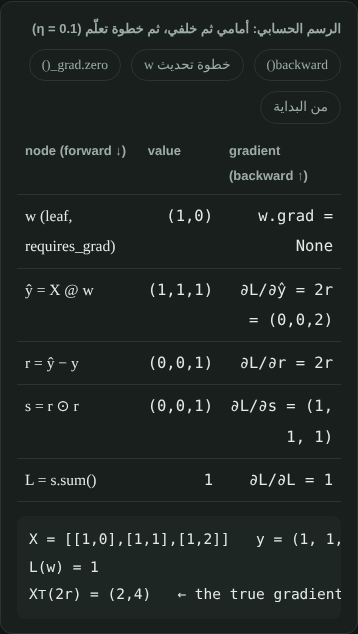 الرسم الحسابي: أمامي ثم خلفي، ثم خطوة تعلّم (η = 0.1)
backward()
خطوة تحديث w
grad.zero_()
من البداية
node (forward ↓) value gradient
(backward ↑)
w (leaf, (1,0) w.grad =
requires_grad) None
ŷ = X @ w (1,1,1) ∂L/∂ŷ = 2r
= (0,0,2)
r = ŷ − y (0,0,1) ∂L/∂r = 2r
s = r ⊙ r (0,0,1) ∂L/∂s = (1,
1, 1)
L = s.sum() 1 ∂L/∂L = 1
X = [[1,0],[1,1],[1,2]] y = (1, 1,
L(w) = 1
Xᴛ(2r) = (2,4) ← the true gradient